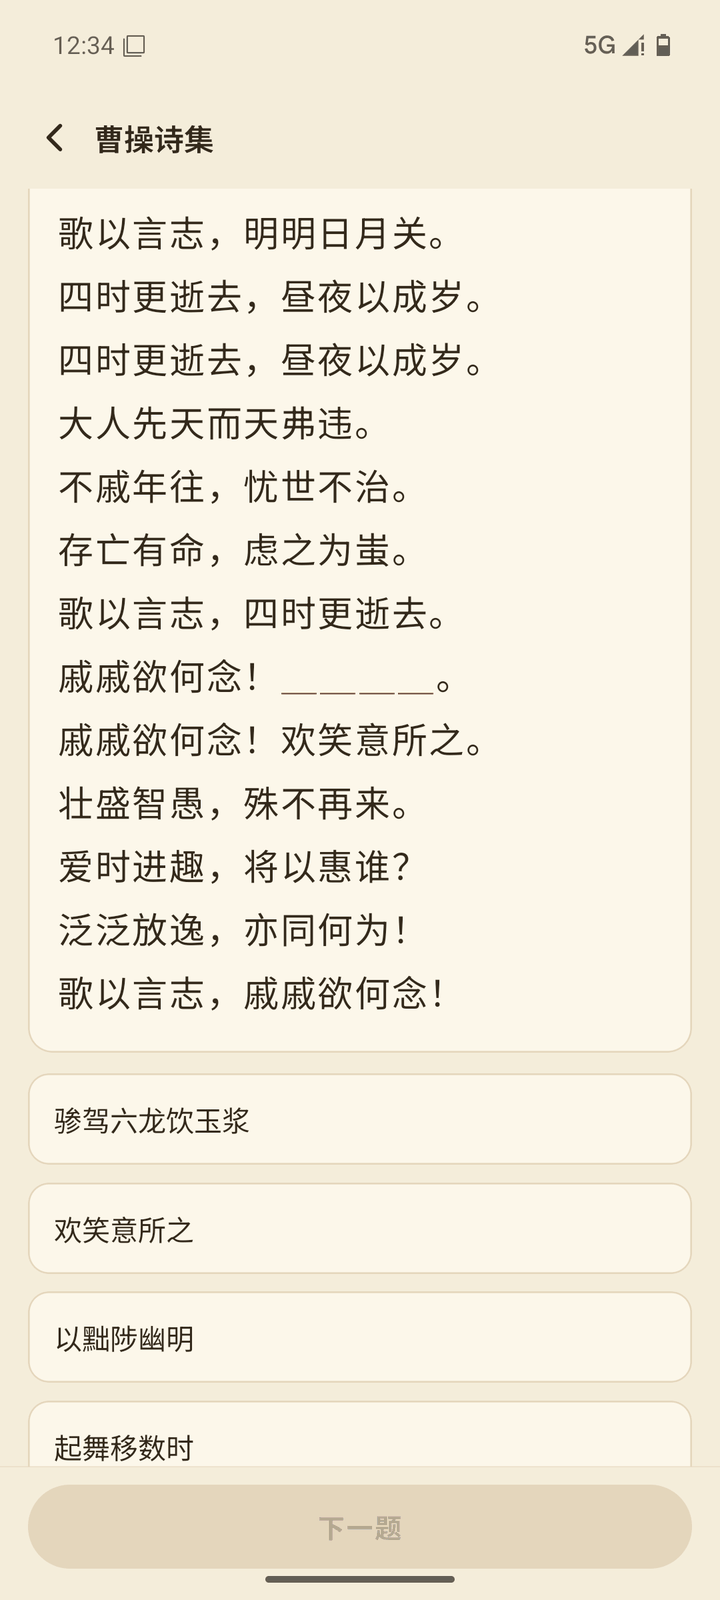 12:34
5G
曹操诗集
歌以言志，明明日月关。
四时更逝去，昼夜以成岁。
四时更逝去，昼夜以成岁。
大人先天而天弗违。
不戚年往，忧世不治。
存亡有命，虑之为蚩。
歌以言志，四时更逝去。
戚戚欲何念！＿＿＿＿。
戚戚欲何念！欢笑意所之。
壮盛智愚，殊不再来。
爱时进趣，将以惠谁？
泛泛放逸，亦同何为！
歌以言志，戚戚欲何念！
骖驾六龙饮玉浆
欢笑意所之
以黜陟幽明
起舞移数时
下一题